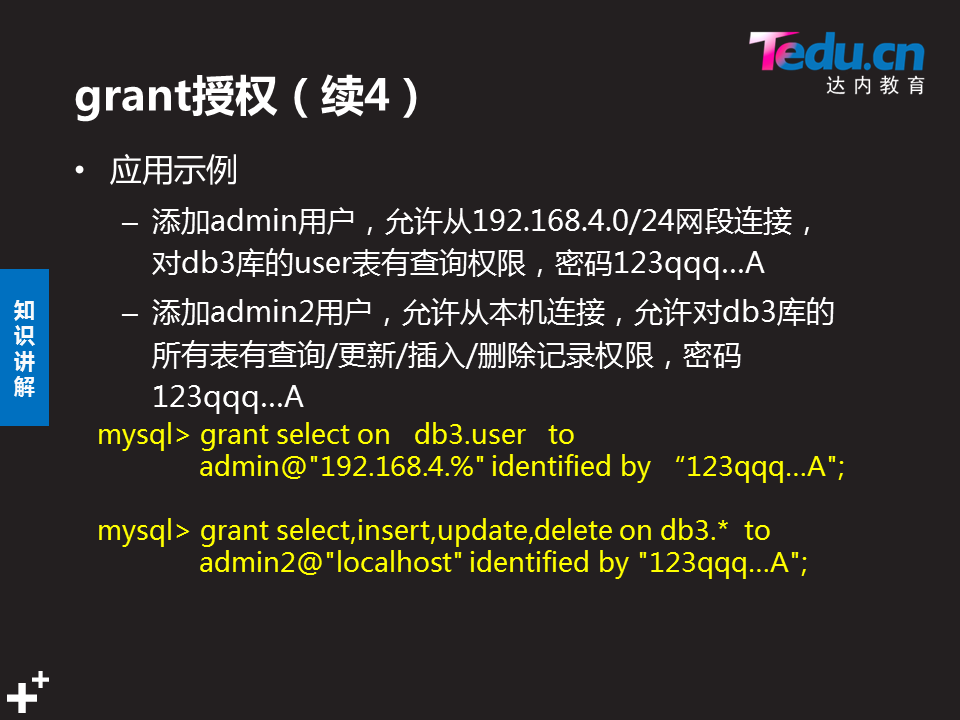 Tedu.cn
达内教育
grant授权（续4）
• 应用示例
– 添加admin用户，允许从192.168.4.0/24网段连接，
对db3库的user表有查询权限，密码123qqq…A
– 添加admin2用户，允许从本机连接，允许对db3库的
所有表有查询/更新/插入/删除记录权限，密码
123qqq…A
知识讲解
mysql> grant select on db3.user to
admin@"192.168.4.%" identified by “123qqq…A";
mysql> grant select,insert,update,delete on db3.* to
admin2@"localhost" identified by "123qqq…A";